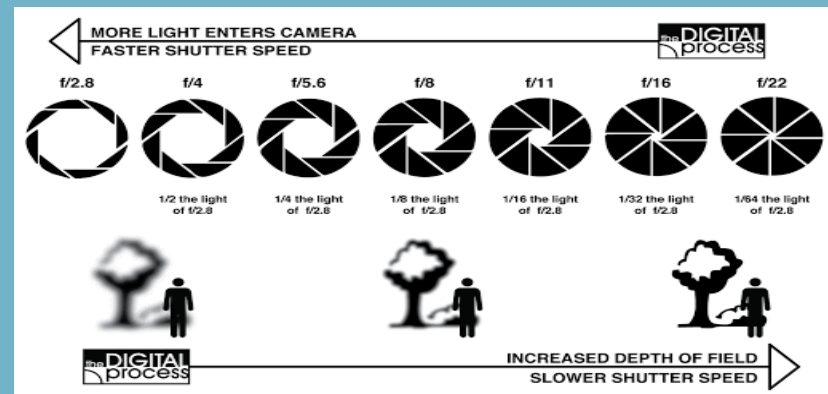 MORE LIGHT ENTERS CAMERA
FASTER SHUTTER SPEED
the DIGITAL
process
f/2.8
f/4
f/5.6
f/8
f/11
f/16
f/22
1/2 the light
of f/2.8
1/4 the light
of f/2.8
1/8 the light
of f/2.8
1/16 the light
of f/2.8
1/32 the light
of f/2.8
1/64 the light
of f/2.8
the DIGITAL
process
INCREASED DEPTH OF FIELD
SLOWER SHUTTER SPEED